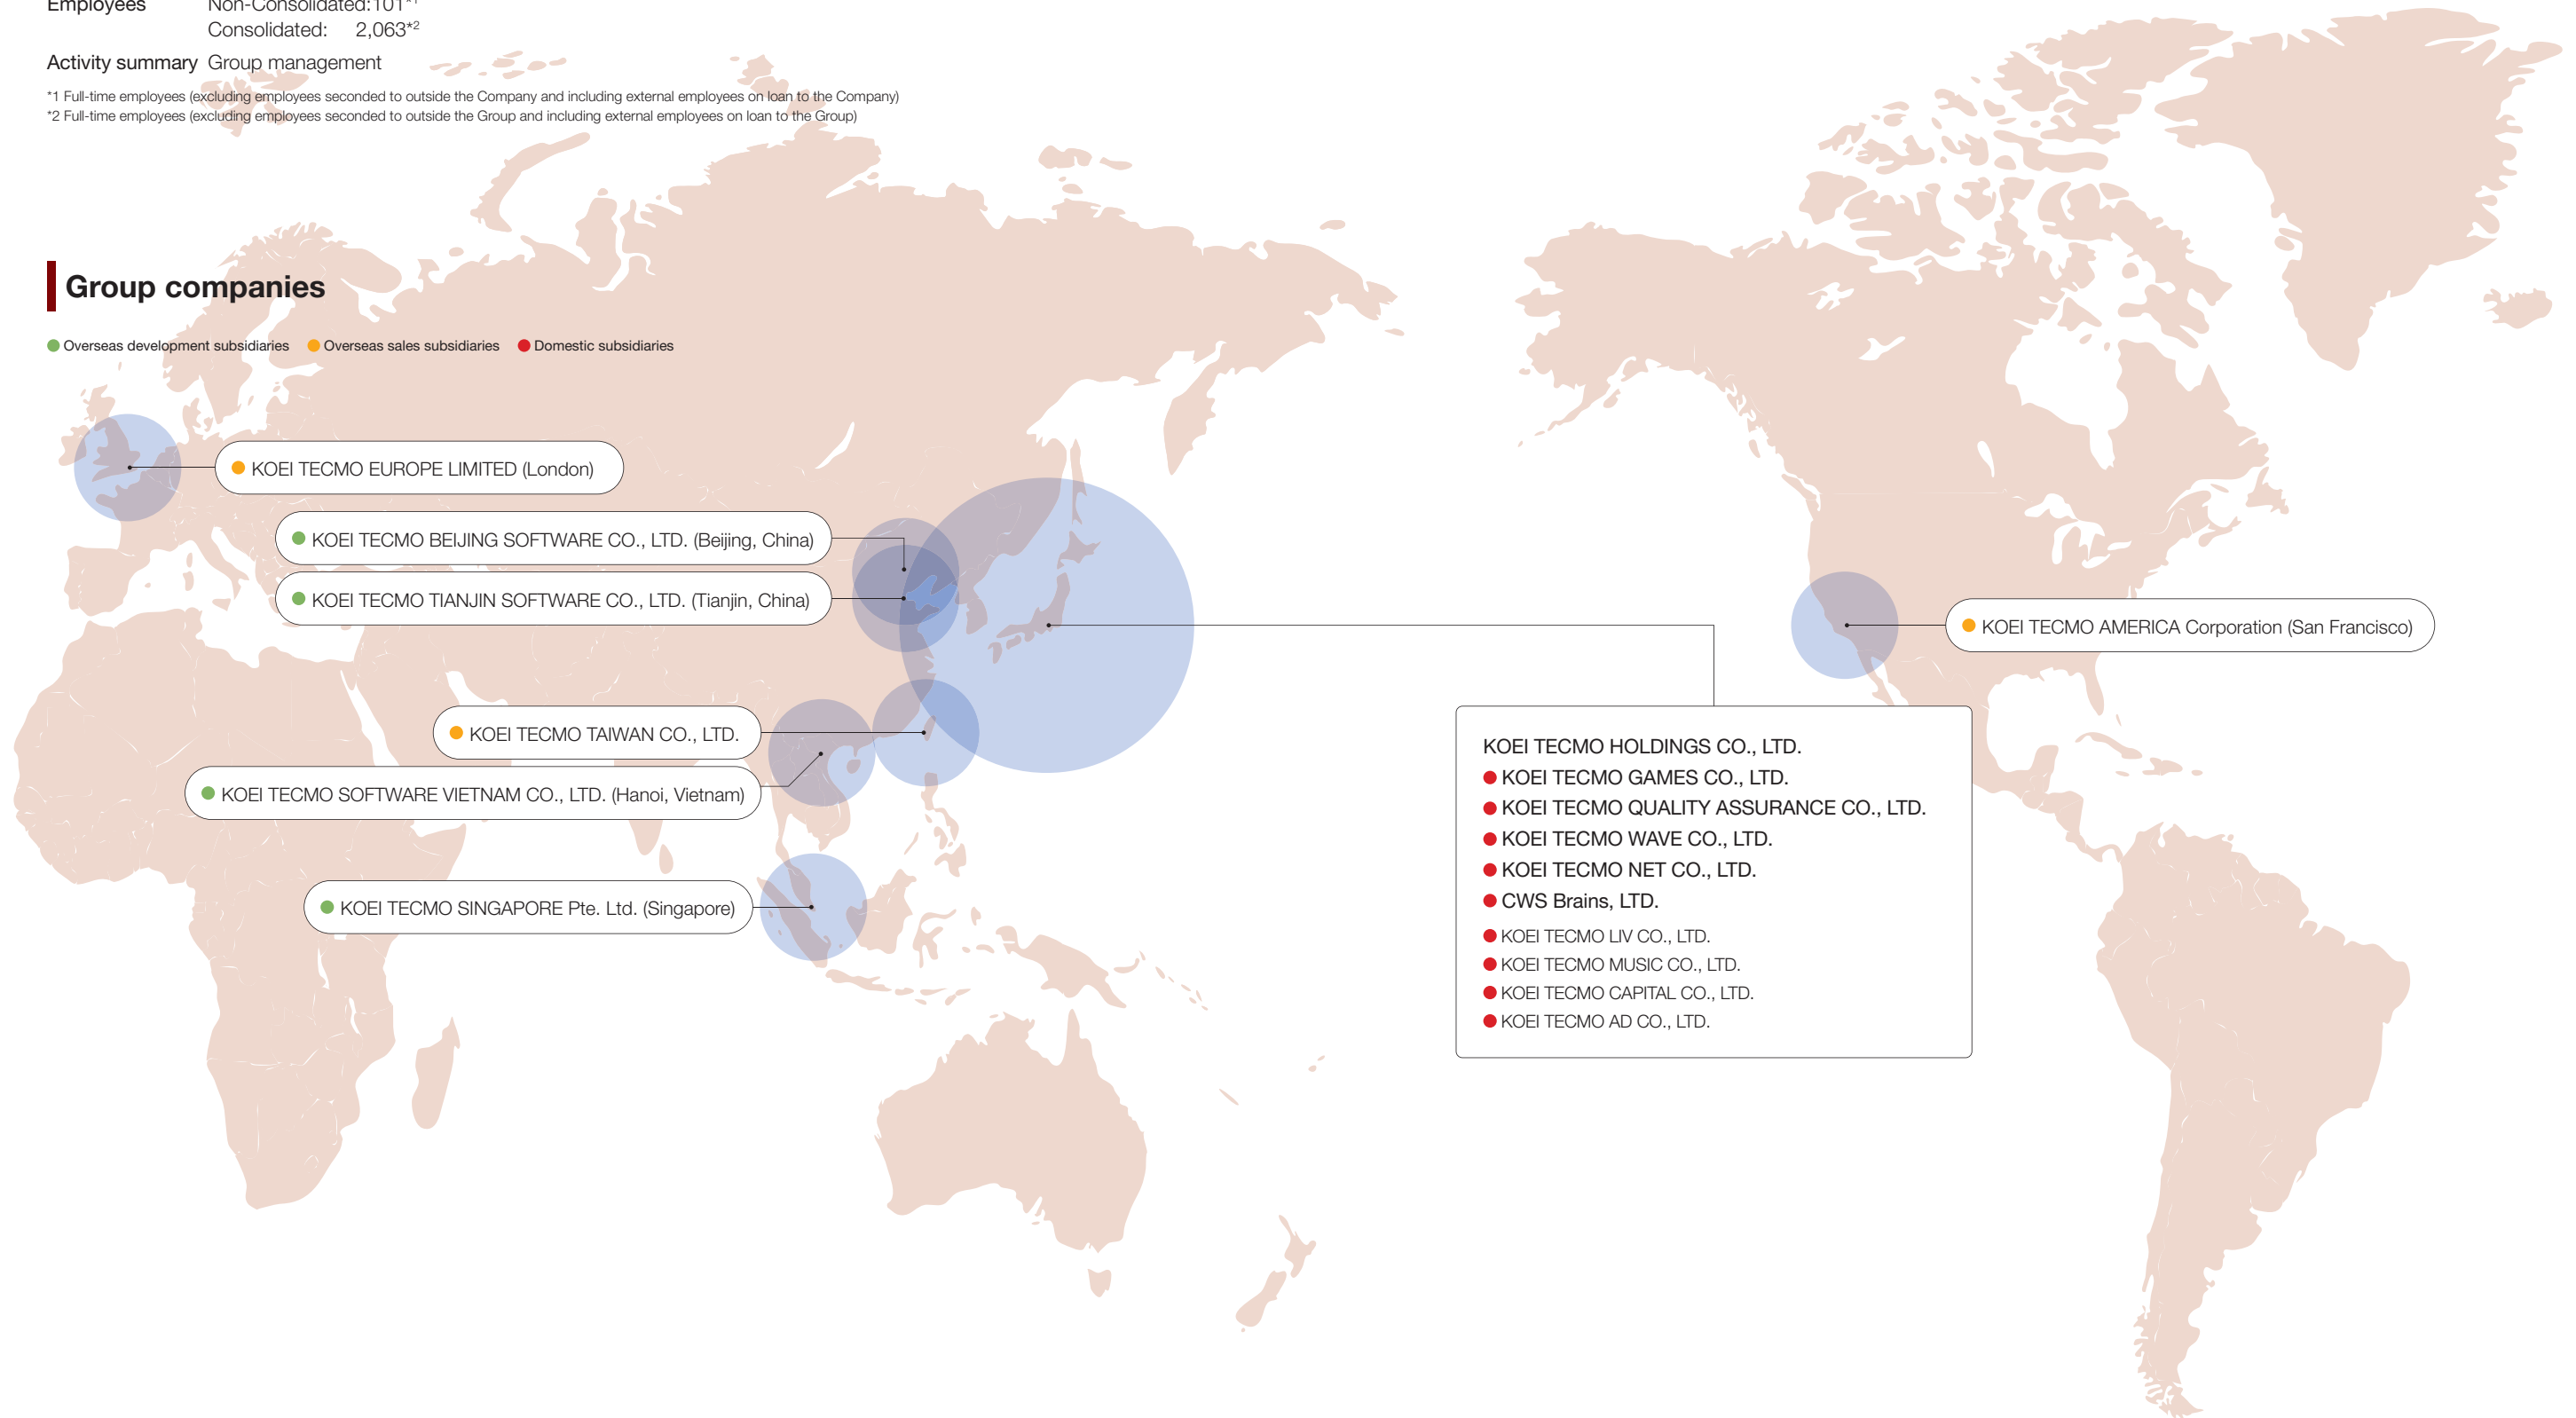 Employees Non-Consolidated:101*1
Consolidated: 2,063*2
Activity summary Group management
*1 Full-time employees (excluding employees seconded to outside the Company and including external employees on loan to the Company)
*2 Full-time employees (excluding employees seconded to outside the Group and including external employees on loan to the Group)
Group companies
Overseas development subsidiaries Overseas sales subsidiaries Domestic subsidiaries
KOEI TECMO EUROPE LIMITED (London)
KOEI TECMO BEIJING SOFTWARE CO., LTD. (Beijing, China)
KOEI TECMO TIANJIN SOFTWARE CO., LTD. (Tianjin, China)
KOEI TECMO AMERICA Corporation (San Francisco)
KOEI TECMO TAIWAN CO., LTD.
KOEI TECMO SOFTWARE VIETNAM CO., LTD. (Hanoi, Vietnam)
KOEI TECMO SINGAPORE Pte. Ltd. (Singapore)
KOEI TECMO HOLDINGS CO., LTD.
KOEI TECMO GAMES CO., LTD.
KOEI TECMO QUALITY ASSURANCE CO., LTD.
KOEI TECMO WAVE CO., LTD.
KOEI TECMO NET CO., LTD.
CWS Brains, LTD.
KOEI TECMO LIV CO., LTD.
KOEI TECMO MUSIC CO., LTD.
KOEI TECMO CAPITAL CO., LTD.
KOEI TECMO AD CO., LTD.